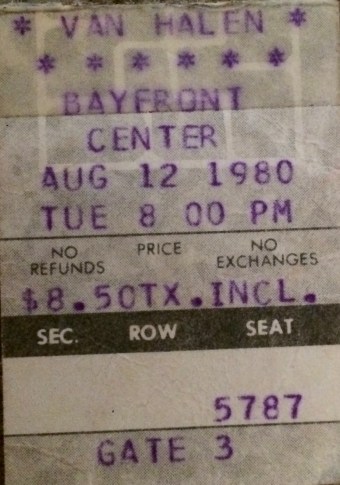 * VAN HALEN *
* * * * * *
BAYFRONT
CENTER
AUG 12 1980
TUE 8 00 PM
NO REFUNDS PRICE NO EXCHANGES
$8.50TX.INCL.
SEC. ROW SEAT
5787
GATE 3